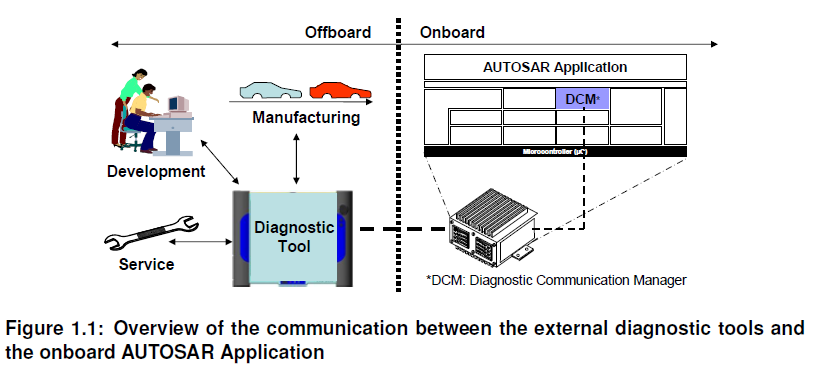 Offboard
Onboard
AUTOSAR Application
DCM*
Manufacturing
Microcontroller (µC)
Development
Diagnostic
Tool
Service
*DCM: Diagnostic Communication Manager
Figure 1.1: Overview of the communication between the external diagnostic tools and
the onboard AUTOSAR Application